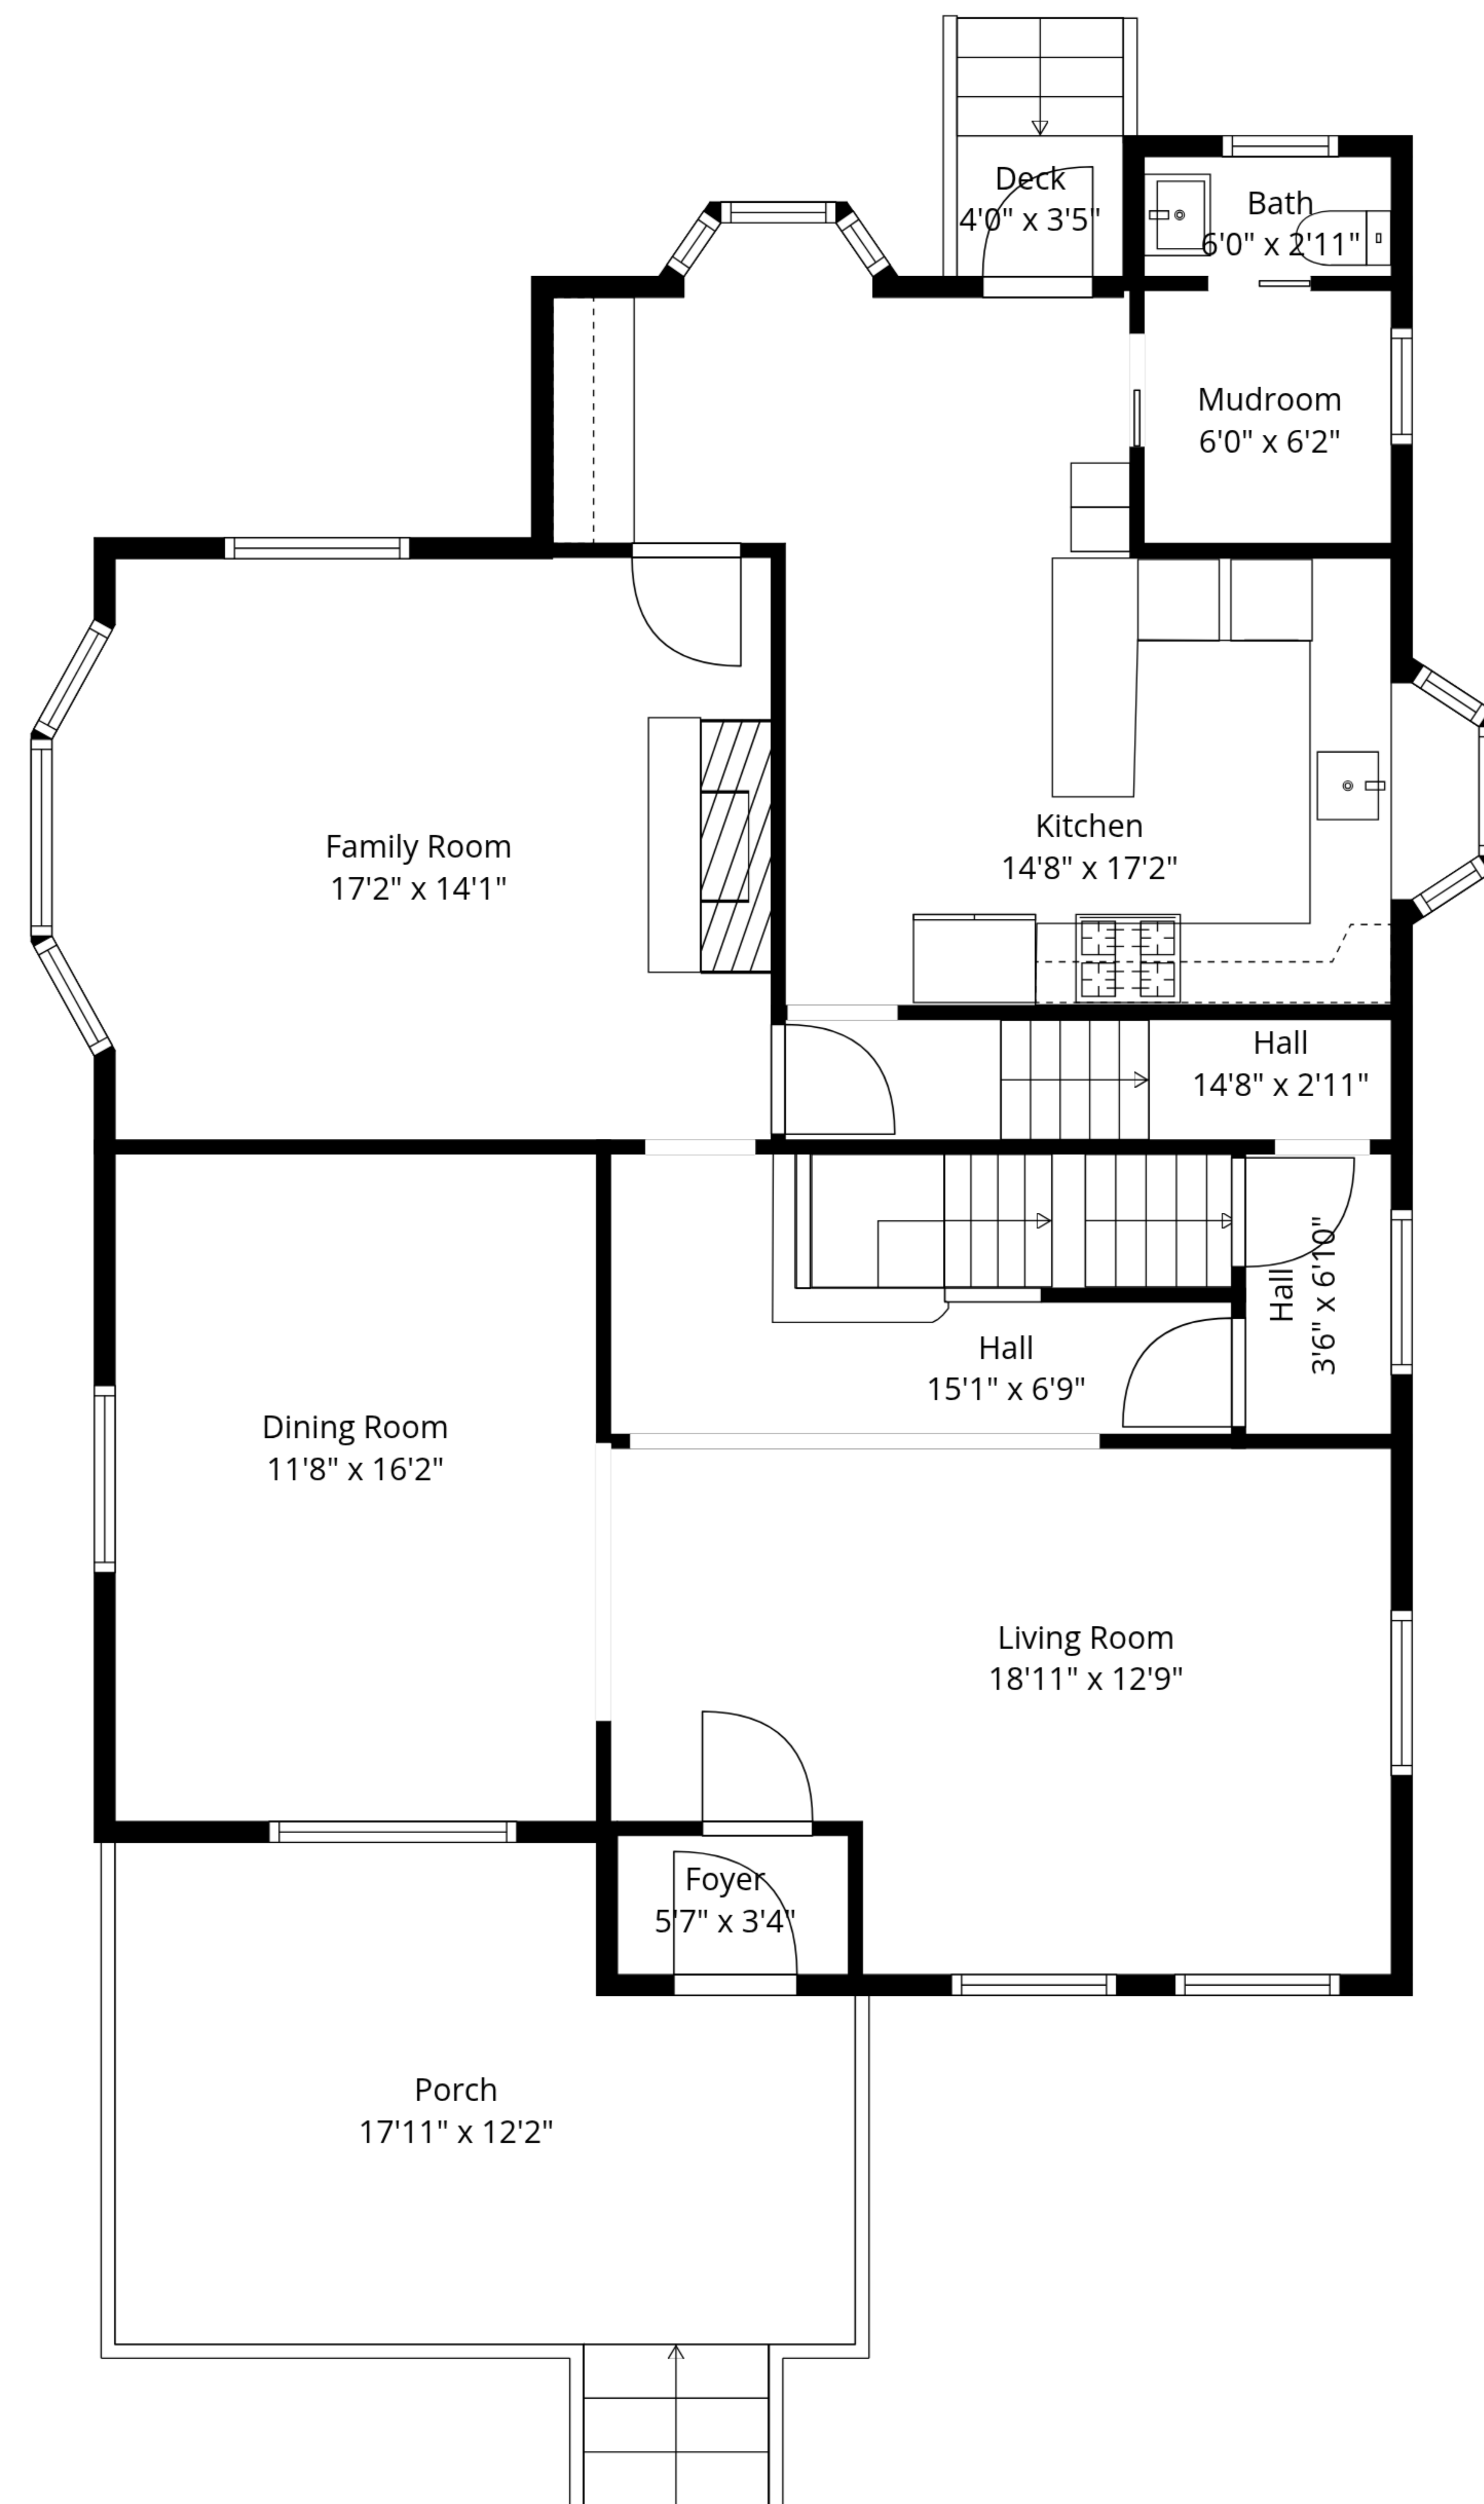 Deck
4'0" x 3'5"
Bath
6'0" x 2'11"
Mudroom
6'0" x 6'2"
Family Room
17'2" x 14'1"
Kitchen
14'8" x 17'2"
Hall
14'8" x 2'11"
Hall
3'6" x 6'10"
Hall
15'1" x 6'9"
Dining Room
11'8" x 16'2"
Living Room
18'11" x 12'9"
Foyer
5'7" x 3'4"
Porch
17'11" x 12'2"